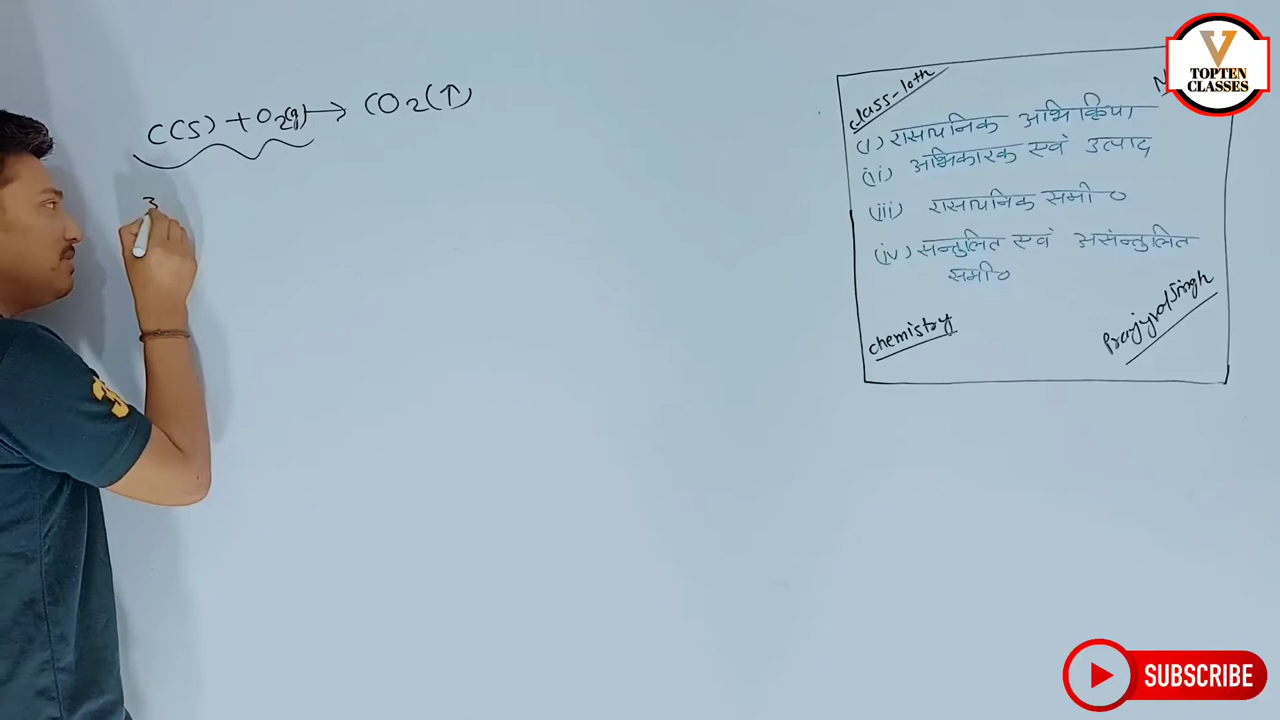 C(S) + O2(g) → CO2(↑)
class-10th
(i) रासायनिक अभिक्रिया
(ii) अभिकारक एवं उत्पाद
(iii) रासायनिक समी०
(iv) सन्तुलित एवं असंन्तुलित
समी०
chemistry
Singh
V
TOPTEN
CLASSES
SUBSCRIBE